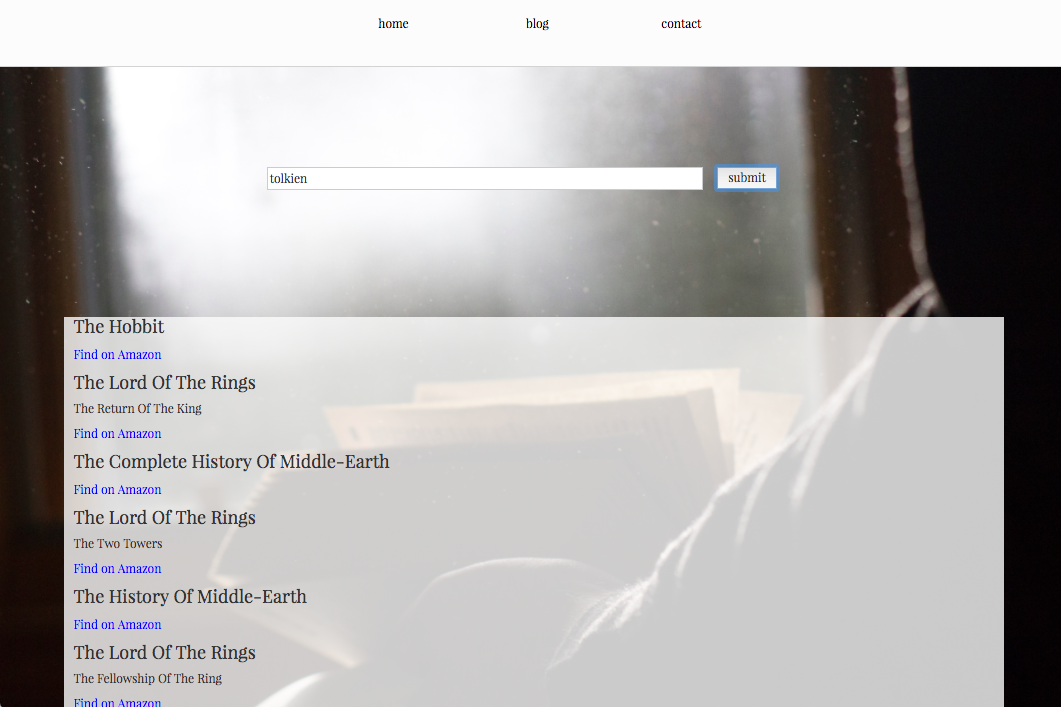 home blog contact
tolkien submit
The Hobbit
Find on Amazon
The Lord Of The Rings
The Return Of The King
Find on Amazon
The Complete History Of Middle-Earth
Find on Amazon
The Lord Of The Rings
The Two Towers
Find on Amazon
The History Of Middle-Earth
Find on Amazon
The Lord Of The Rings
The Fellowship Of The Ring
Find on Amazon